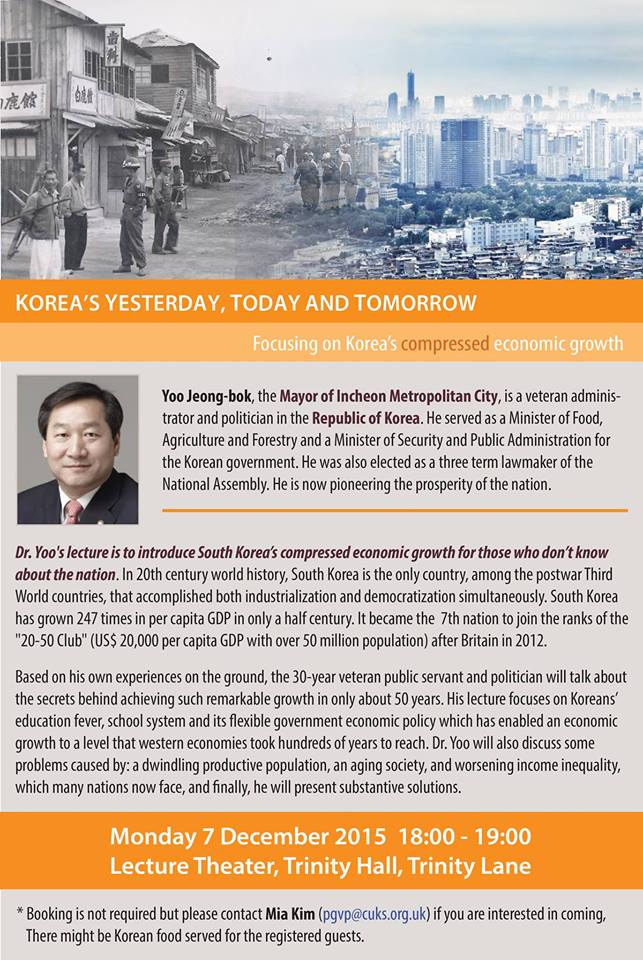 齒科
白鹿館
白鹿館
KOREA'S YESTERDAY, TODAY AND TOMORROW
Focusing on Korea's compressed economic growth
Yoo Jeong-bok, the Mayor of Incheon Metropolitan City, is a veteran adminis-
trator and politician in the Republic of Korea. He served as a Minister of Food,
Agriculture and Forestry and a Minister of Security and Public Administration for
the Korean government. He was also elected as a three term lawmaker of the
National Assembly. He is now pioneering the prosperity of the nation.
Dr. Yoo's lecture is to introduce South Korea's compressed economic growth for those who don't know
about the nation. In 20th century world history, South Korea is the only country, among the postwar Third
World countries, that accomplished both industrialization and democratization simultaneously. South Korea
has grown 247 times in per capita GDP in only a half century. It became the  7th nation to join the ranks of the
"20-50 Club" (US$ 20,000 per capita GDP with over 50 million population) after Britain in 2012.
Based on his own experiences on the ground, the 30-year veteran public servant and politician will talk about
the secrets behind achieving such remarkable growth in only about 50 years. His lecture focuses on Koreans'
education fever, school system and its flexible government economic policy which has enabled an economic
growth to a level that western economies took hundreds of years to reach. Dr. Yoo will also discuss some
problems caused by: a dwindling productive population, an aging society, and worsening income inequality,
which many nations now face, and finally, he will present substantive solutions.
Monday 7 December 2015  18:00 - 19:00
Lecture Theater, Trinity Hall, Trinity Lane
* Booking is not required but please contact Mia Kim (pgvp@cuks.org.uk) if you are interested in coming,
There might be Korean food served for the registered guests.